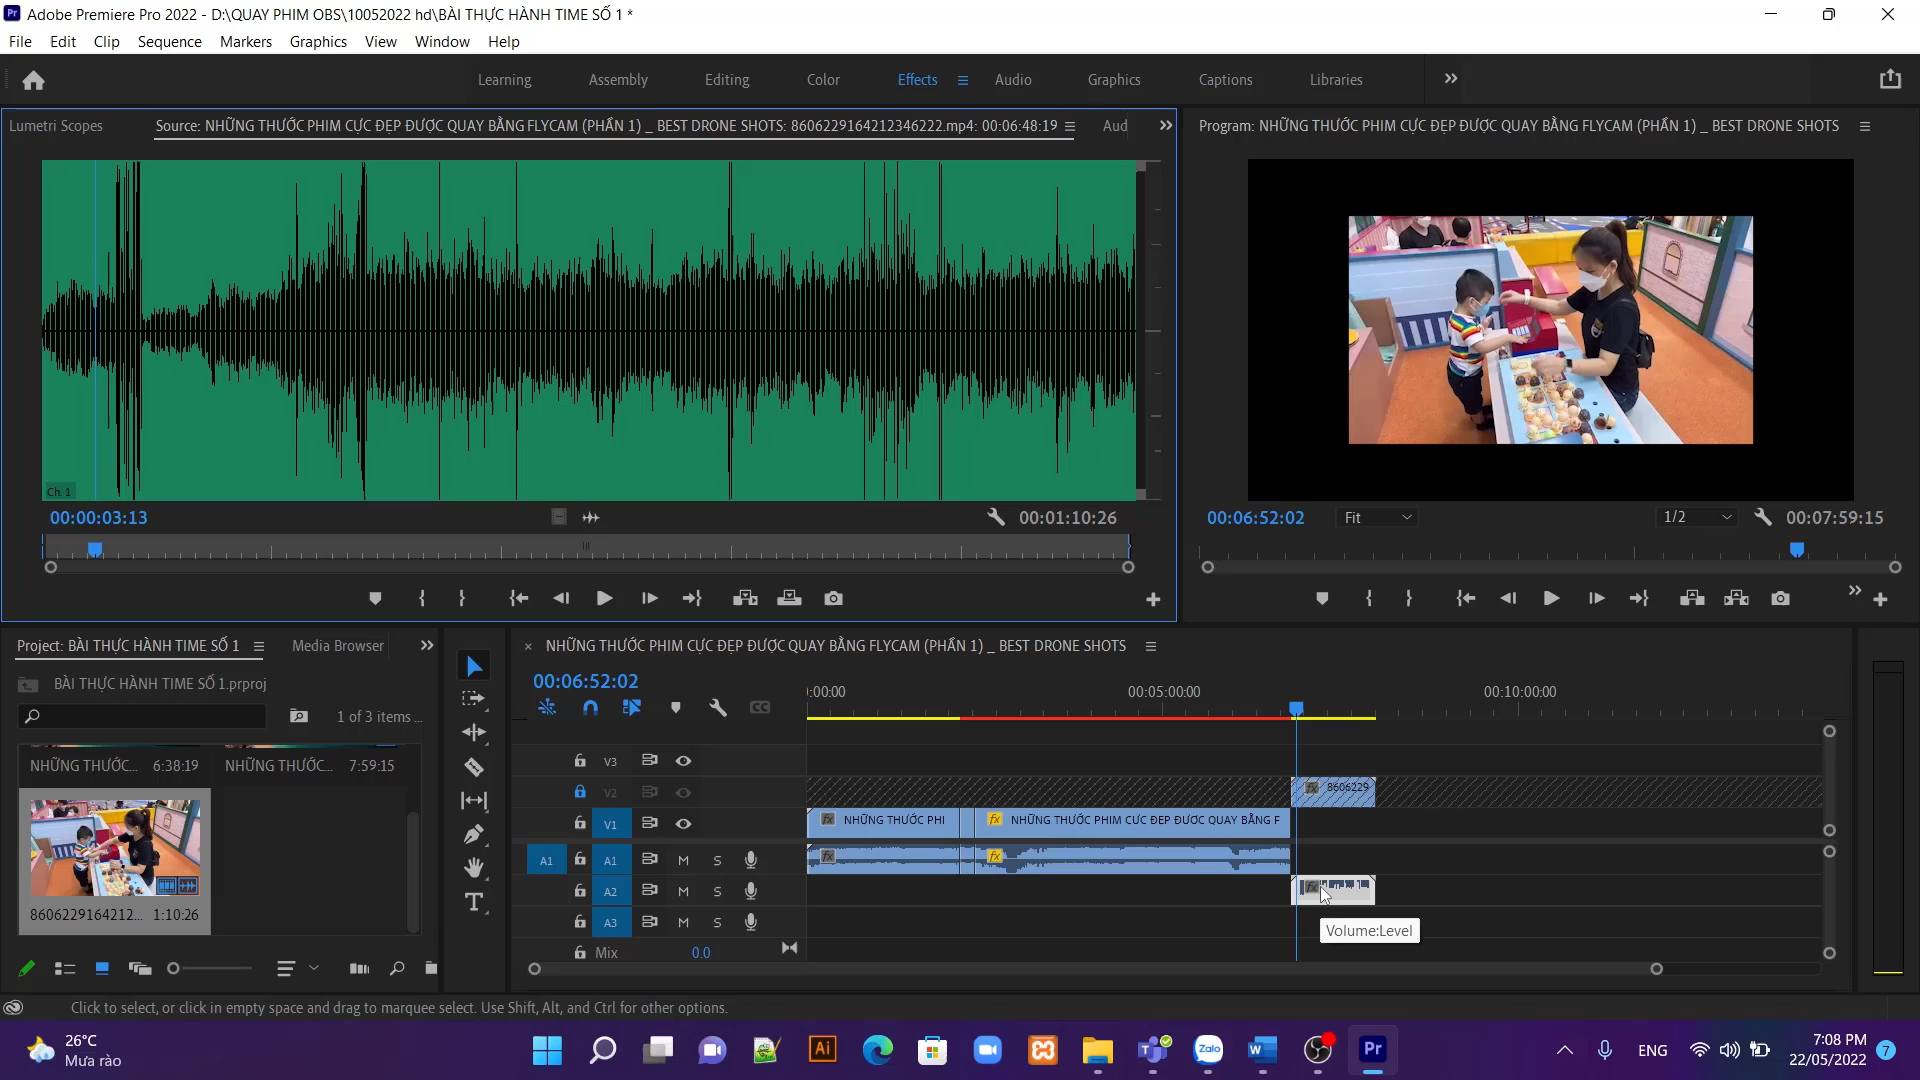 Adobe Premiere Pro 2022 - D:\QUAY PHIM OBS\10052022 hd\BÀI THỰC HÀNH TIME SỐ 1 *
File Edit Clip Sequence Markers Graphics View Window Help
Learning Assembly Editing Color Effects Audio Graphics Captions Libraries
Lumetri Scopes
Source: NHỮNG THƯỚC PHIM CỰC ĐẸP ĐƯỢC QUAY BẰNG FLYCAM (PHẦN 1) _ BEST DRONE SHOTS: 8606229164212346222.mp4: 00:06:48:19
Aud
Program: NHỮNG THƯỚC PHIM CỰC ĐẸP ĐƯỢC QUAY BẰNG FLYCAM (PHẦN 1) _ BEST DRONE SHOTS
Ch. 1
00:00:03:13
00:01:10:26
00:06:52:02
Fit
1/2
00:07:59:15
Project: BÀI THỰC HÀNH TIME SỐ 1
Media Browser
BÀI THỰC HÀNH TIME SỐ 1.prproj
1 of 3 items ...
NHỮNG THƯỚC... 6:38:19
NHỮNG THƯỚC... 7:59:15
8606229164212... 1:10:26
NHỮNG THƯỚC PHIM CỰC ĐẸP ĐƯỢC QUAY BẰNG FLYCAM (PHẦN 1) _ BEST DRONE SHOTS
00:06:52:02
:00:00
00:05:00:00
00:10:00:00
V3
V2
fx 8606229
V1
fx NHỮNG THƯỚC PHI
fx NHỮNG THƯỚC PHIM CỰC ĐẸP ĐƯỢC QUAY BẰNG F
A1 A1 M S
fx
fx
A2 M S
fx
A3 M S
Volume:Level
Mix 0.0
Click to select, or click in empty space and drag to marquee select. Use Shift, Alt, and Ctrl for other options.
26°C
Mưa rào
Ai
Zalo
W
Pr
ENG
7:08 PM
22/05/2022
7